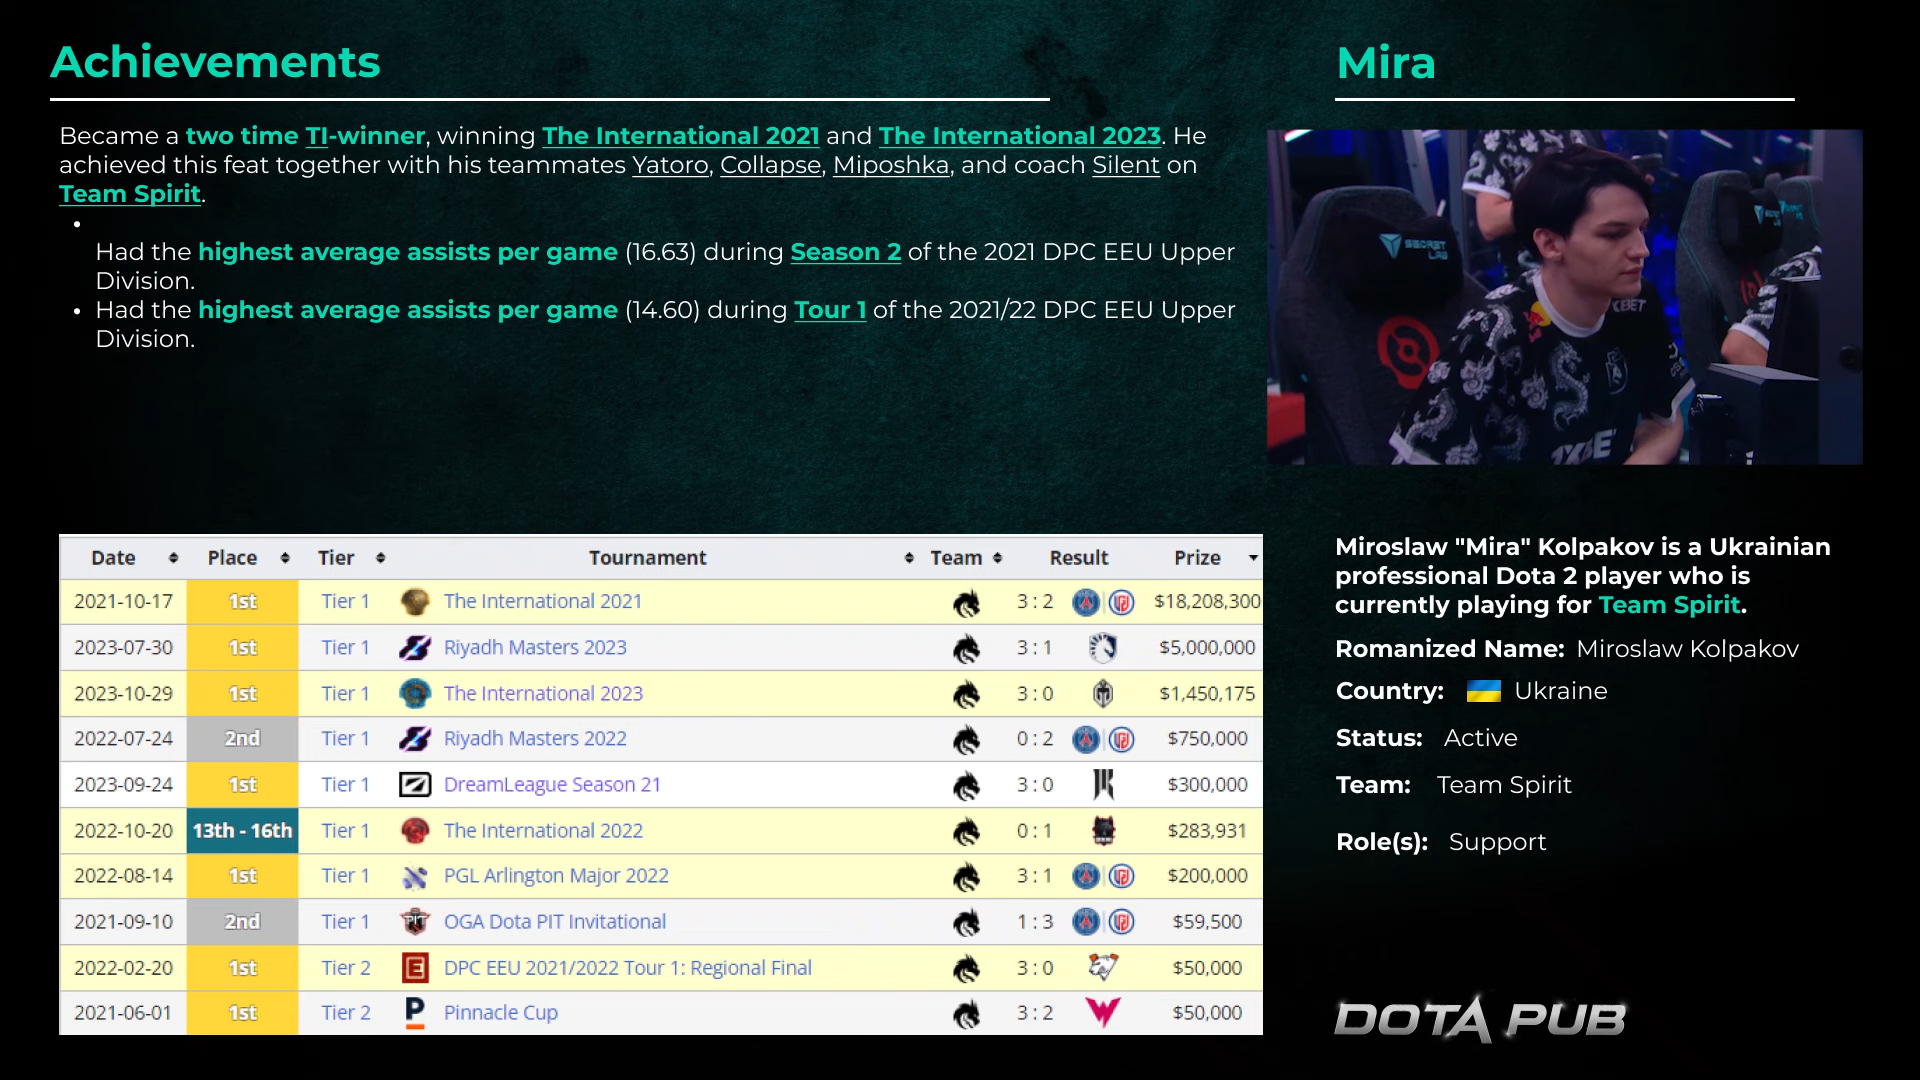 Achievements
Became a two time TI-winner, winning The International 2021 and The International 2023. He
achieved this feat together with his teammates Yatoro, Collapse, Miposhka, and coach Silent on
Team Spirit.
•
Had the highest average assists per game (16.63) during Season 2 of the 2021 DPC EEU Upper
Division.
• Had the highest average assists per game (14.60) during Tour 1 of the 2021/22 DPC EEU Upper
Division.
Date Place Tier Tournament Team Result Prize
2021-10-17 1st Tier 1 The International 2021 3 : 2 $18,208,300
2023-07-30 1st Tier 1 Riyadh Masters 2023 3 : 1 $5,000,000
2023-10-29 1st Tier 1 The International 2023 3 : 0 $1,450,175
2022-07-24 2nd Tier 1 Riyadh Masters 2022 0 : 2 $750,000
2023-09-24 1st Tier 1 DreamLeague Season 21 3 : 0 $300,000
2022-10-20 13th - 16th Tier 1 The International 2022 0 : 1 $283,931
2022-08-14 1st Tier 1 PGL Arlington Major 2022 3 : 1 $200,000
2021-09-10 2nd Tier 1 OGA Dota PIT Invitational 1 : 3 $59,500
2022-02-20 1st Tier 2 DPC EEU 2021/2022 Tour 1: Regional Final 3 : 0 $50,000
2021-06-01 1st Tier 2 Pinnacle Cup 3 : 2 $50,000
Mira
SECRET
LAB
XBET
1XBE
Miroslaw "Mira" Kolpakov is a Ukrainian
professional Dota 2 player who is
currently playing for Team Spirit.
Romanized Name: Miroslaw Kolpakov
Country: Ukraine
Status: Active
Team: Team Spirit
Role(s): Support
DOTA PUB